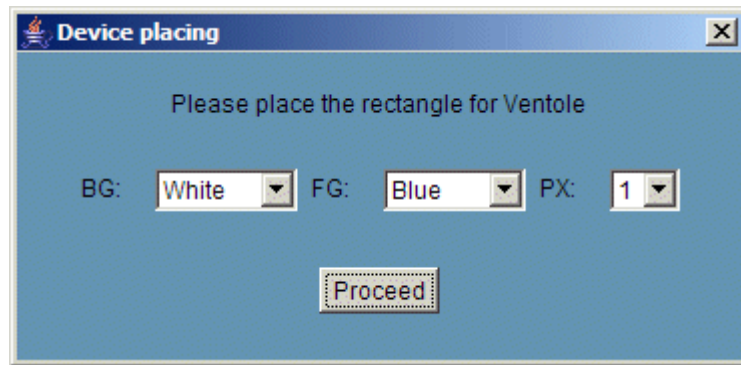 Device placing
Please place the rectangle for Ventole
BG: White FG: Blue PX: 1
Proceed